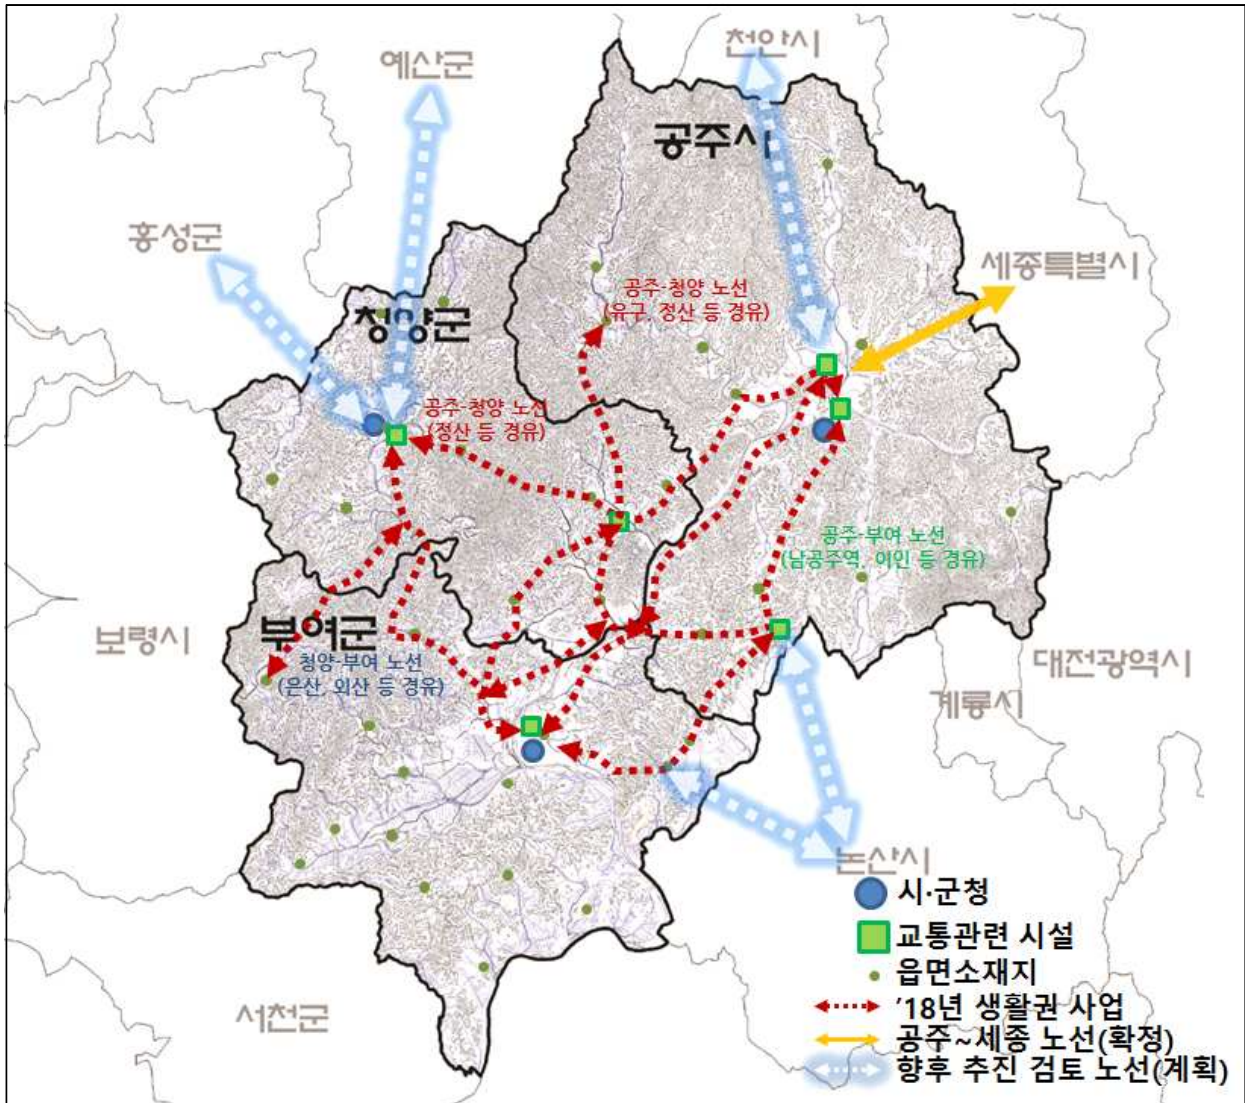 천안시
예산군
공주시
홍성군
세종특별시
공주-청양 노선
(유구, 정산 등 경유)
청양군
공주-청양 노선
(정산 등 경유)
공주-부여 노선
(남공주역, 이인 등 경유)
부여군
보령시
청양-부여 노선
(은산, 외산 등 경유)
대전광역시
계룡시
논산시
시·군청
교통관련 시설
읍면소재지
'18년 생활권 사업
서천군
공주~세종 노선(확정)
향후 추진 검토 노선(계획)